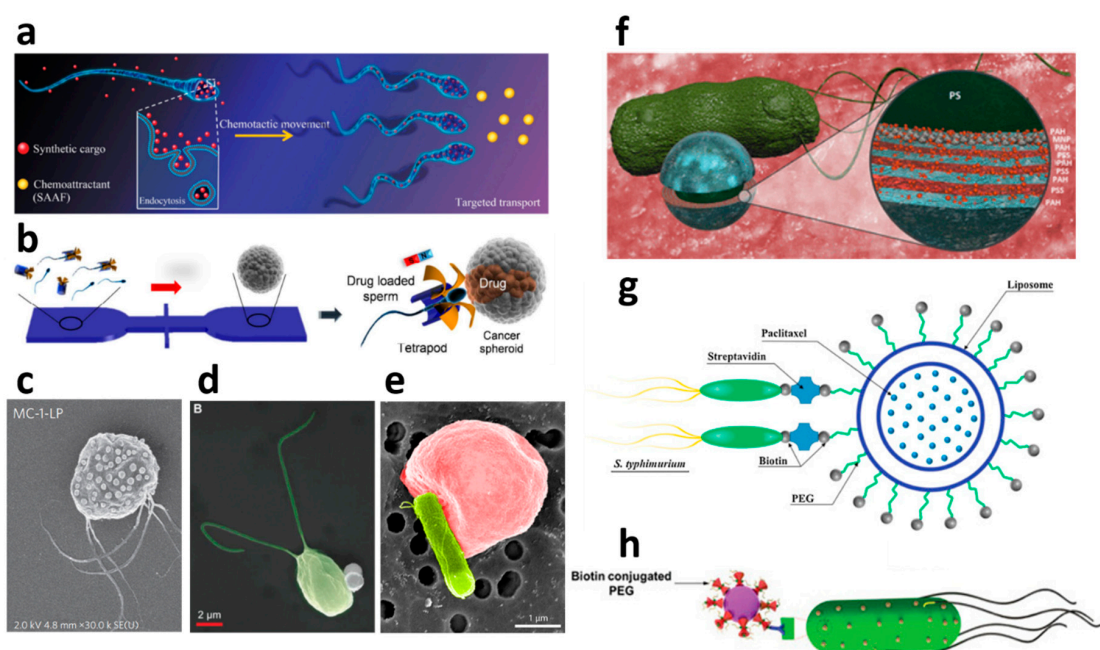 a
Synthetic cargo
Chemoattractant
(SAAF)
Endocytosis
Chemotactic movement
Targeted transport
b
Drug loaded
sperm
Tetrapod
Drug
Cancer
spheroid
c
MC-1-LP
2.0 kV 4.8 mm ×30.0 k SE(U)
d
B
2 μm
e
1 μm
f
PS
PAH
MNP
PAH
PSS
PAH
PSS
PAH
PSS
PAH
g
Liposome
Paclitaxel
Streptavidin
Biotin
S. typhimurium
PEG
h
Biotin conjugated
PEG